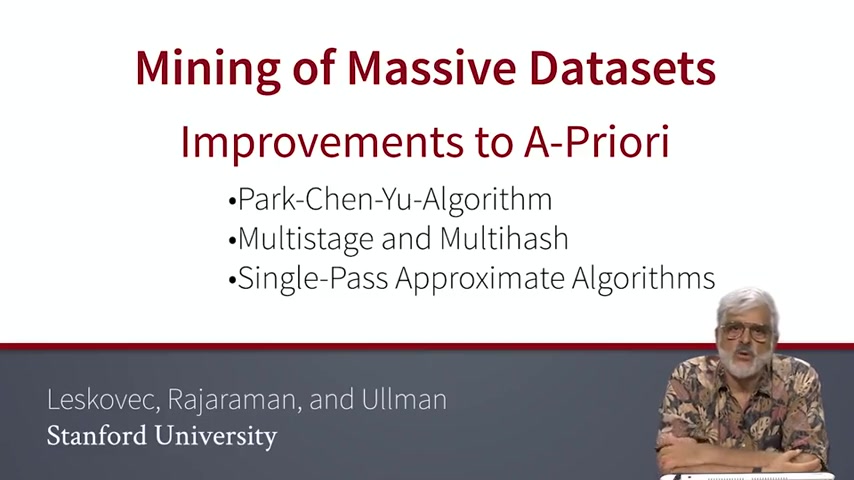 Mining of Massive Datasets
Improvements to A-Priori
•Park-Chen-Yu-Algorithm
•Multistage and Multihash
•Single-Pass Approximate Algorithms
Leskovec, Rajaraman, and Ullman
Stanford University